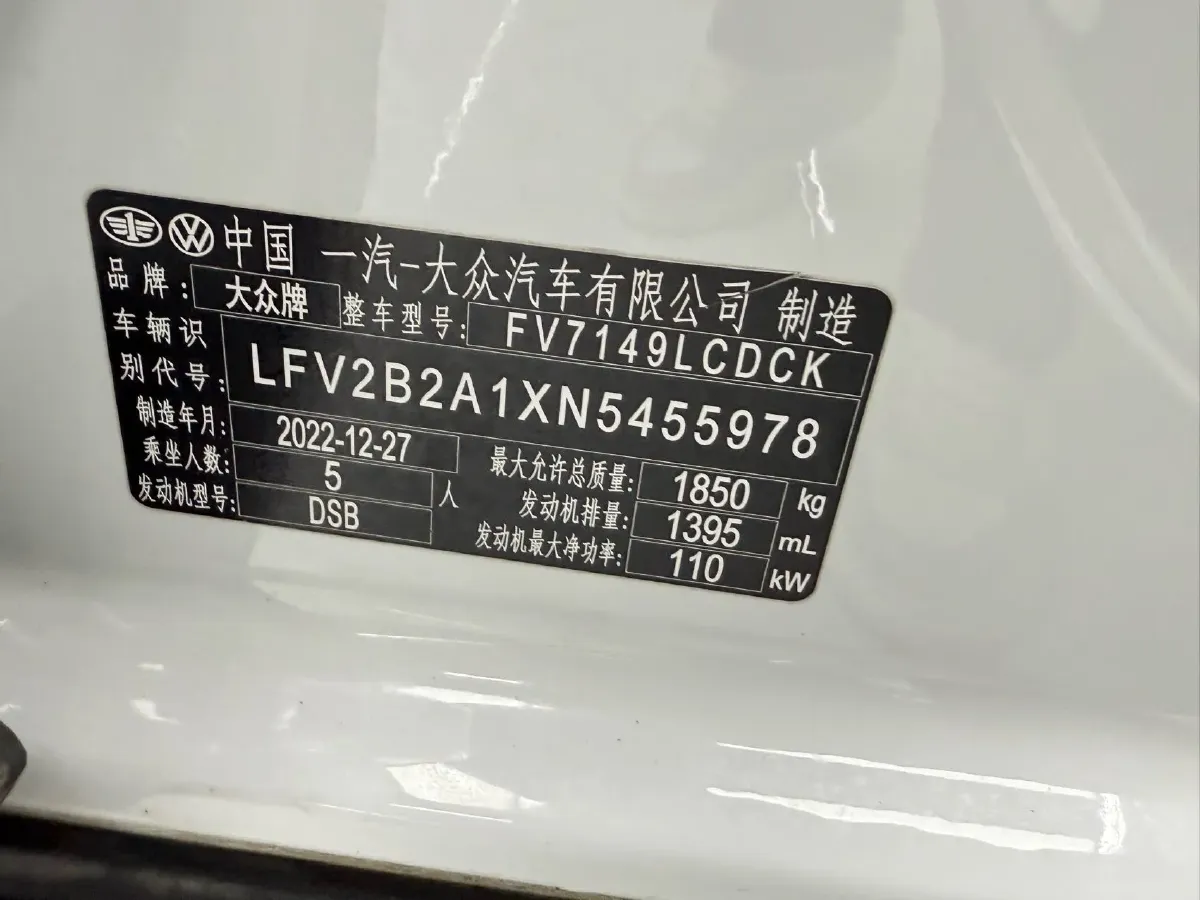 中国 一汽-大众汽车有限公司 制造
品牌: 大众牌 整车型号: FV7149LCDCK
车辆识别代号: LFV2B2A1XN5455978
制造年月: 2022-12-27 最大允许总质量: 1850 kg
乘坐人数: 5 人 发动机排量: 1395 mL
发动机型号: DSB 发动机最大净功率: 110 kW